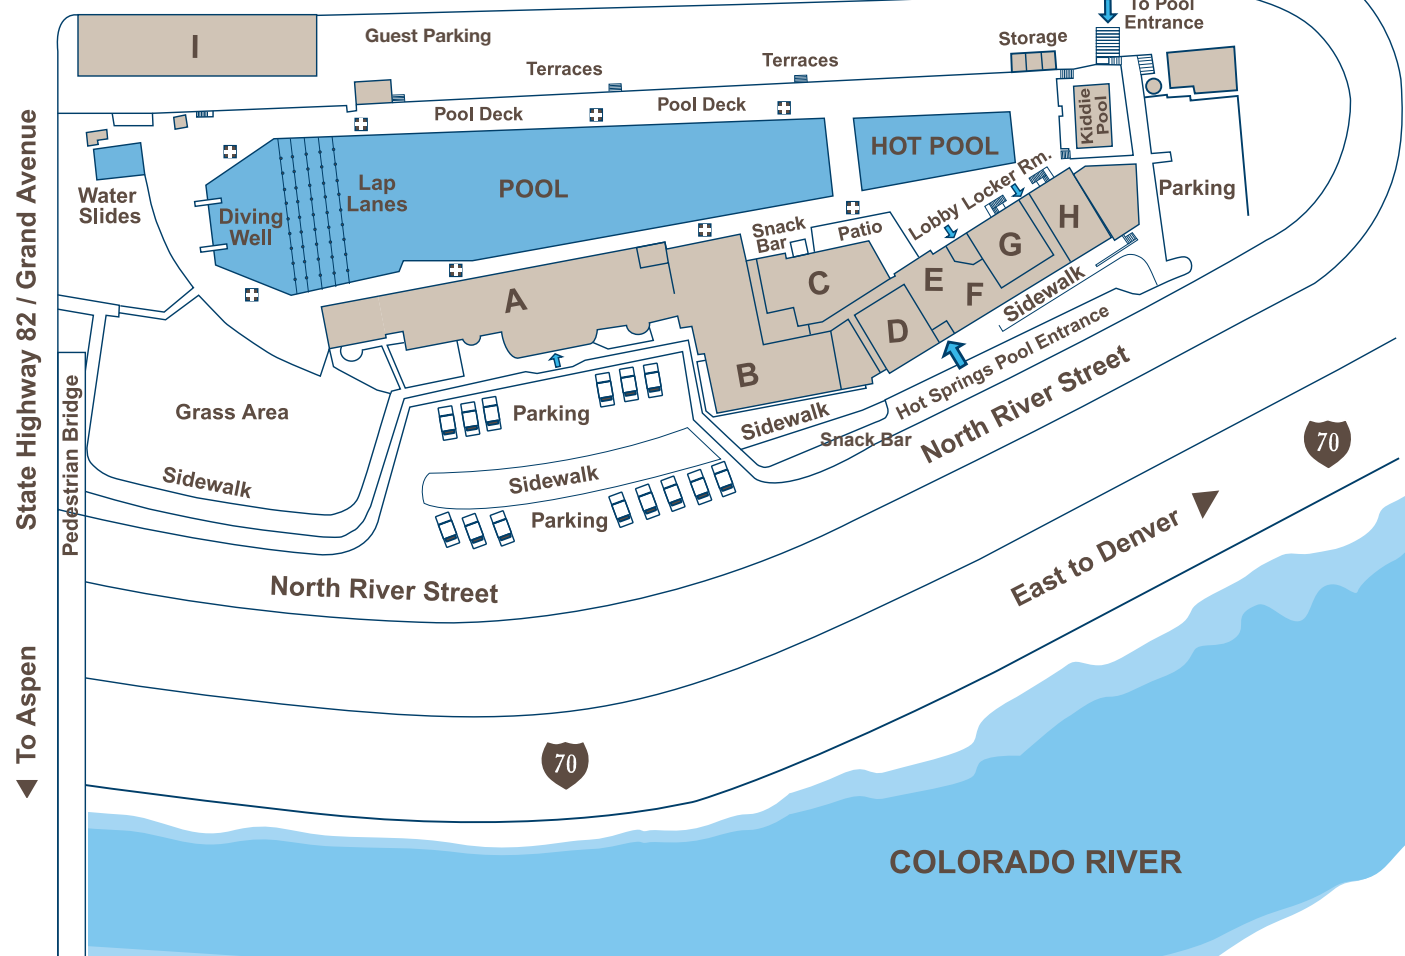 To Pool
Entrance
I
Guest Parking
Storage
Terraces
Terraces
Pool Deck
Pool Deck
Kiddie
Pool
HOT POOL
Lap
Lanes
POOL
Water
Slides
Diving
Well
Parking
Lobby
Locker Rm.
Snack
Bar
Patio
H
G
E
F
C
A
D
B
Sidewalk
Hot Springs Pool Entrance
North River Street
Grass Area
Parking
Sidewalk
Snack Bar
Sidewalk
Sidewalk
Parking
North River Street
State Highway 82 / Grand Avenue
Pedestrian Bridge
To Aspen
70
East to Denver
70
COLORADO RIVER